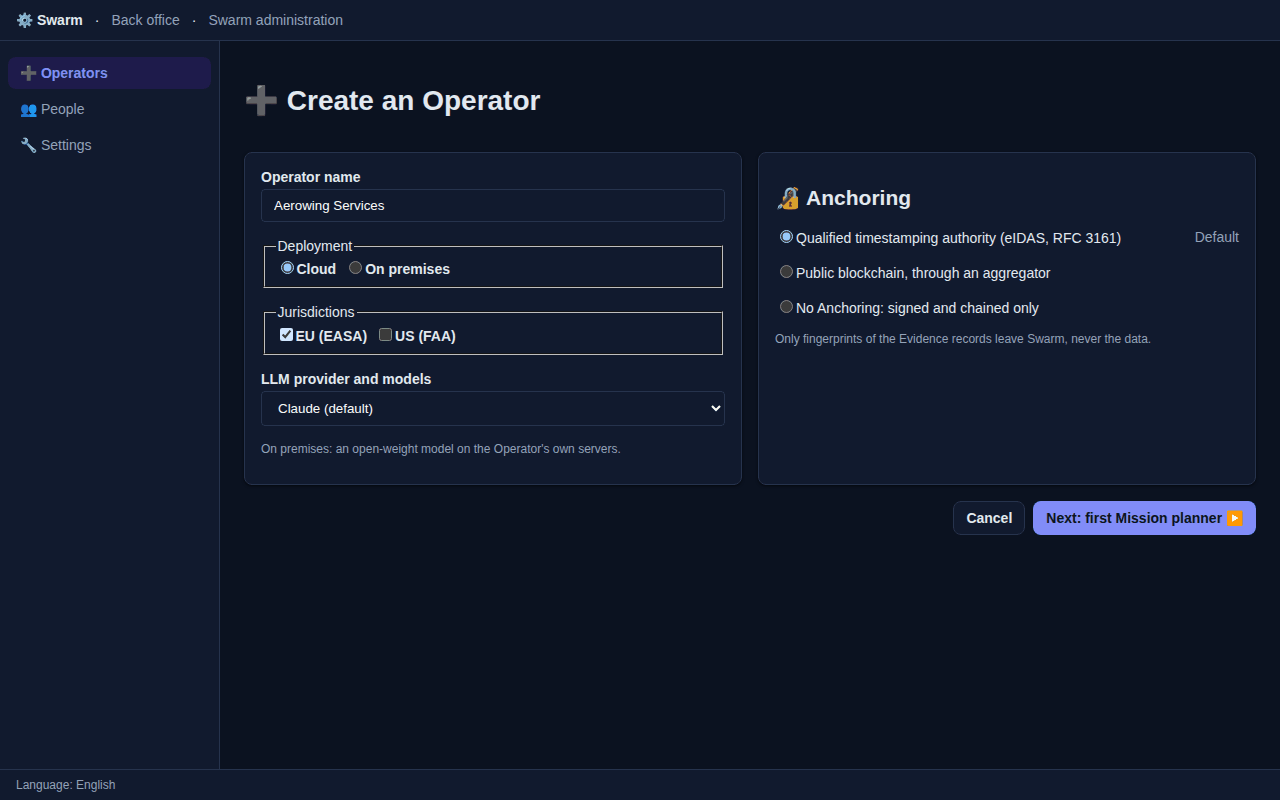 ⚙️ Swarm · Back office · Swarm administration
➕ Operators
👥 People
🔧 Settings
➕ Create an Operator
Operator name
Aerowing Services
Deployment
Cloud On premises
Jurisdictions
EU (EASA) US (FAA)
LLM provider and models
Claude (default)
On premises: an open-weight model on the Operator's own servers.
🔏 Anchoring
Qualified timestamping authority (eIDAS, RFC 3161) Default
Public blockchain, through an aggregator
No Anchoring: signed and chained only
Only fingerprints of the Evidence records leave Swarm, never the data.
Cancel Next: first Mission planner ▶️
Language: English